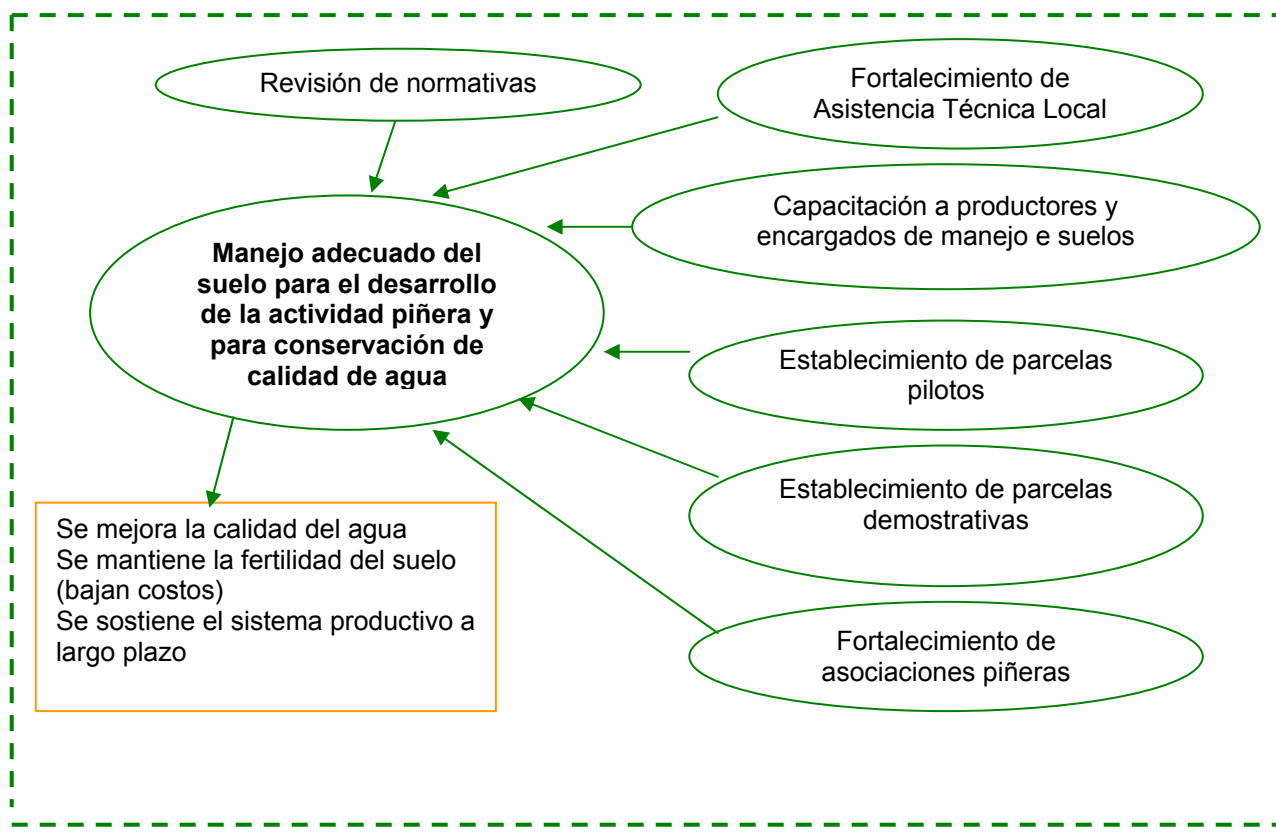 Revisión de normativas
Fortalecimiento de
Asistencia Técnica Local
Capacitación a productores y
encargados de manejo e suelos
Manejo adecuado del
suelo para el desarrollo
de la actividad piñera y
para conservación de
calidad de agua
Establecimiento de parcelas
pilotos
Establecimiento de parcelas
demostrativas
Fortalecimiento de
asociaciones piñeras
Se mejora la calidad del agua
Se mantiene la fertilidad del suelo
(bajan costos)
Se sostiene el sistema productivo a
largo plazo